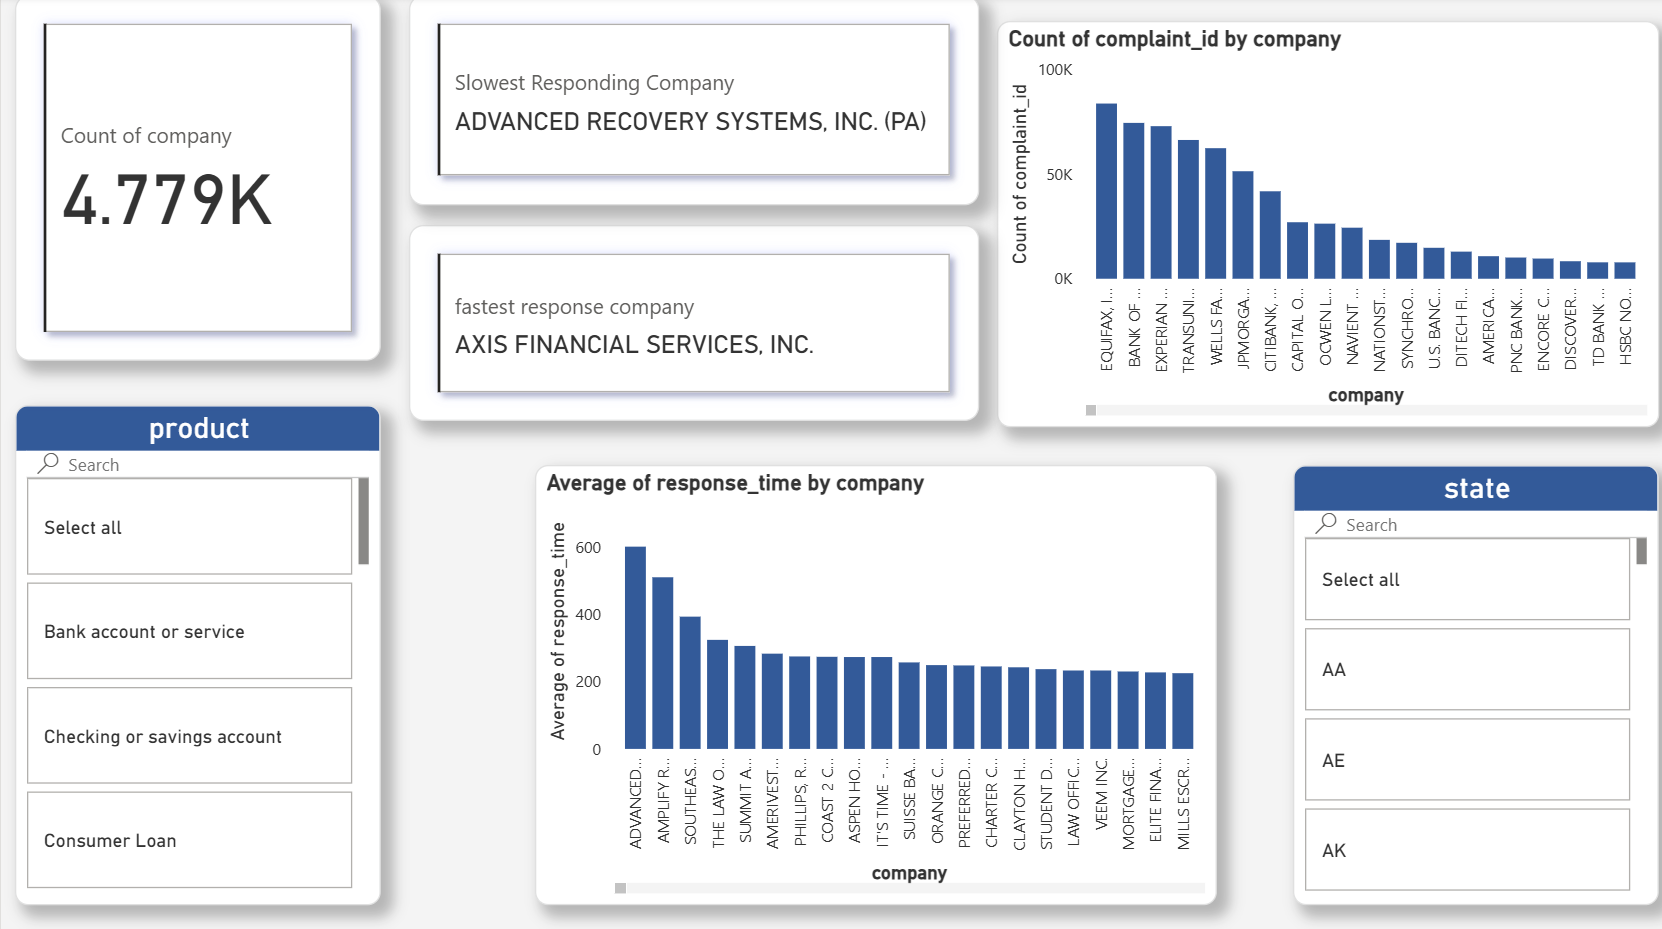 Count of company
4.779K
Slowest Responding Company
ADVANCED RECOVERY SYSTEMS, INC. (PA)
fastest response company
AXIS FINANCIAL SERVICES, INC.
Count of complaint_id by company
Count of complaint_id
100K
50K
0K
EQUIFAX, I...
BANK OF ...
EXPERIAN ...
TRANSUNI...
WELLS FA...
JPMORGA...
CITIBANK, ...
CAPITAL O...
OCWEN L...
NAVIENT ...
NATIONST...
SYNCHRO...
U.S. BANC...
DITECH FI...
AMERICA...
PNC BANK...
ENCORE C...
DISCOVER...
TD BANK ...
HSBC NO...
company
product
Search
Select all
Bank account or service
Checking or savings account
Consumer Loan
Average of response_time by company
Average of response_time
600
400
200
0
ADVANCED...
AMPLIFY R...
SOUTHEAS...
THE LAW O...
SUMMIT A...
AMERIVEST...
PHILLIPS, R...
COAST 2 C...
ASPEN HO...
IT'S TIME - ...
SUISSE BA...
ORANGE C...
PREFERRED...
CHARTER C...
CLAYTON H...
STUDENT D...
LAW OFFIC...
VEEM INC.
MORTGAGE...
ELITE FINA...
MILLS ESCR...
company
state
Search
Select all
AA
AE
AK